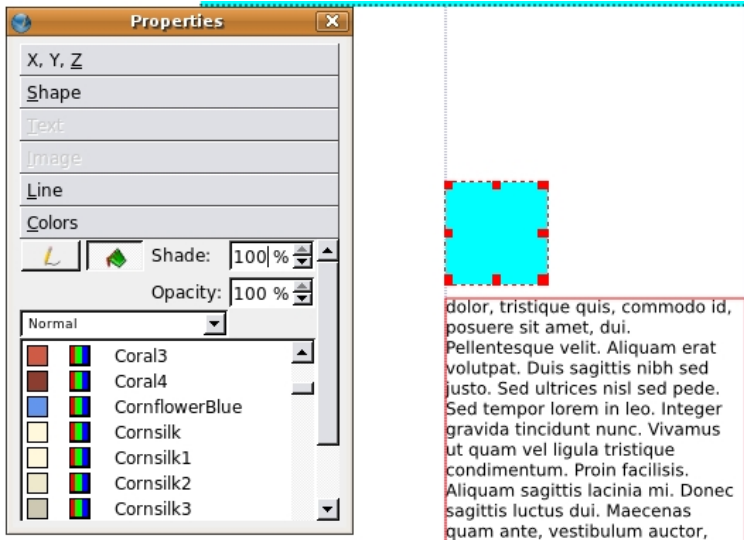 Properties
X, Y, Z
Shape
Text
Image
Line
Colors
Shade: 100 %
Opacity: 100 %
Normal
Coral3
Coral4
CornflowerBlue
Cornsilk
Cornsilk1
Cornsilk2
Cornsilk3
dolor, tristique quis, commodo id,
posuere sit amet, dui.
Pellentesque velit. Aliquam erat
volutpat. Duis sagittis nibh sed
justo. Sed ultrices nisl sed pede.
Sed tempor lorem in leo. Integer
gravida tincidunt nunc. Vivamus
ut quam vel ligula tristique
condimentum. Proin facilisis.
Aliquam sagittis lacinia mi. Donec
sagittis luctus dui. Maecenas
quam ante, vestibulum auctor,